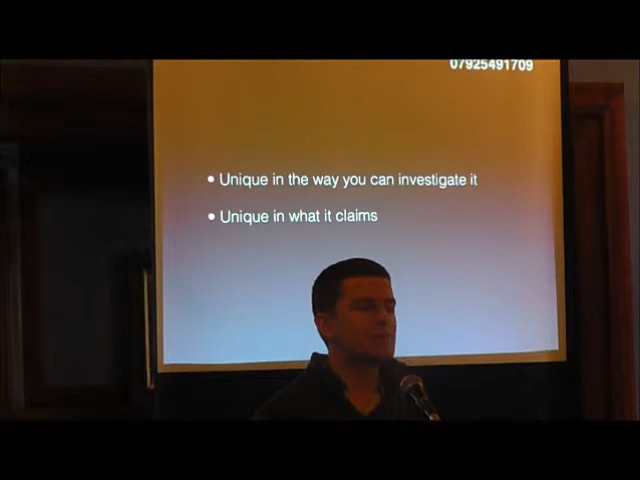 07925491709
• Unique in the way you can investigate it
• Unique in what it claims